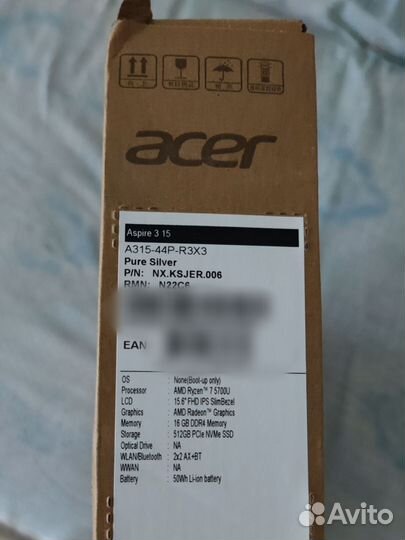 acer
Aspire 3 15
A315-44P-R3X3
Pure Silver
P/N: NX.KSJER.006
RMN: N22C6
EAN
OS : None(Boot-up only)
Processor : AMD Ryzen™ 7 5700U
LCD : 15.6" FHD IPS SlimBezel
Graphics : AMD Radeon™ Graphics
Memory : 16 GB DDR4 Memory
Storage : 512GB PCIe NVMe SSD
Optical Drive : NA
WLAN/Bluetooth : 2x2 AX+BT
WWAN : NA
Battery : 50Wh Li-ion battery
Avito